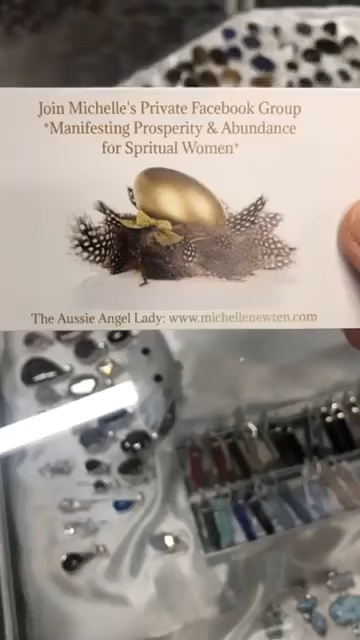 Join Michelle's Private Facebook Group
*Manifesting Prosperity & Abundance
for Spritual Women*
The Aussie Angel Lady: www.michellenewten.com